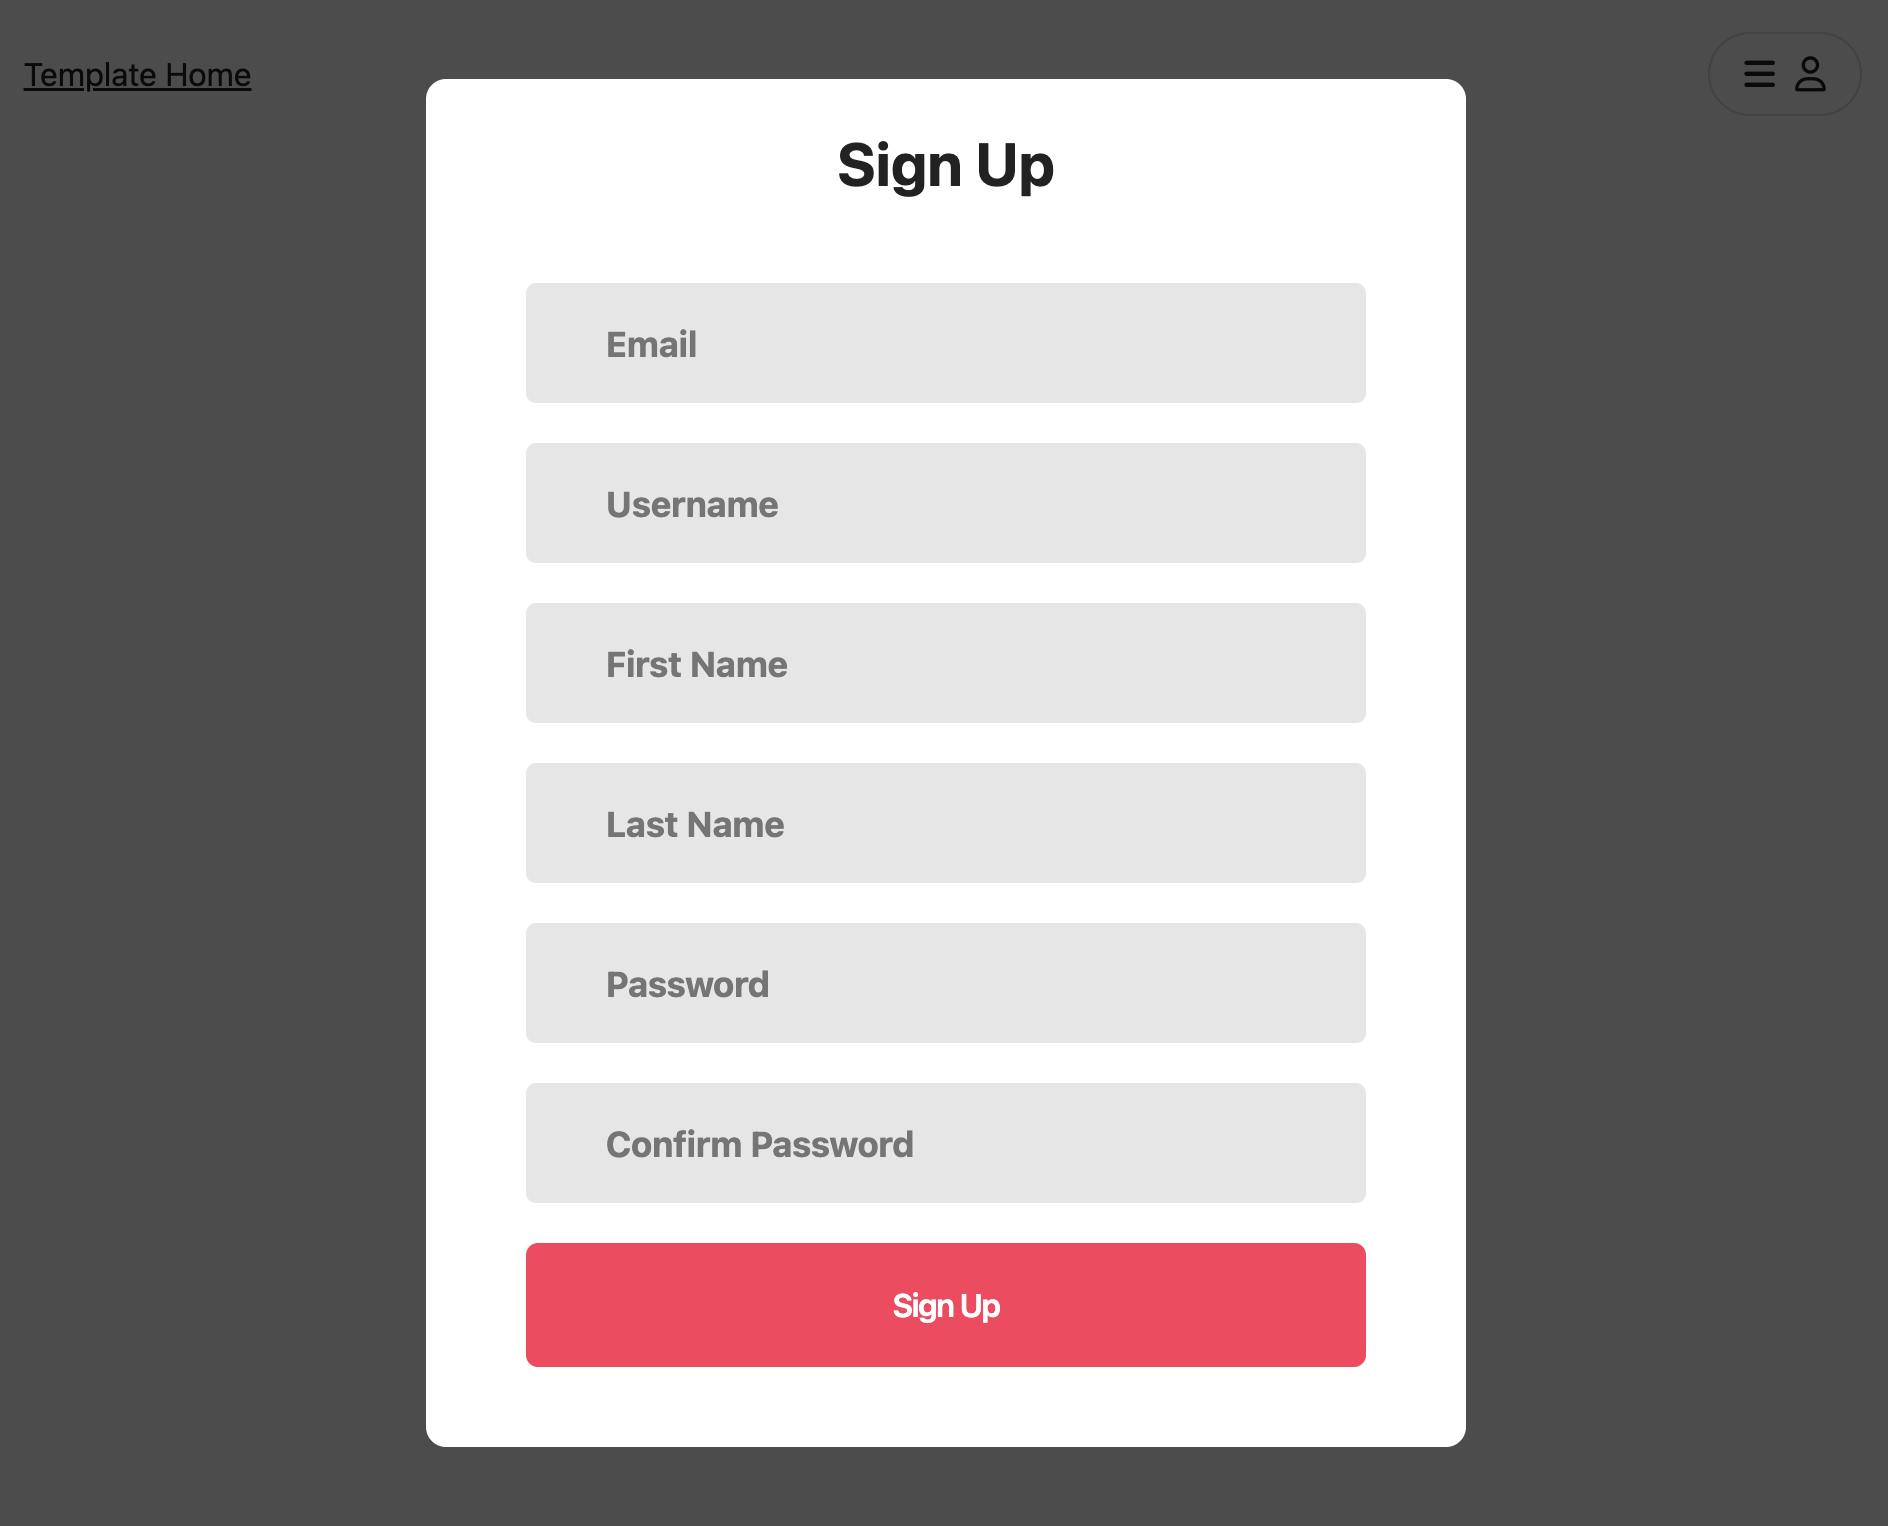 Template Home
Sign Up
Email
Username
First Name
Last Name
Password
Confirm Password
Sign Up